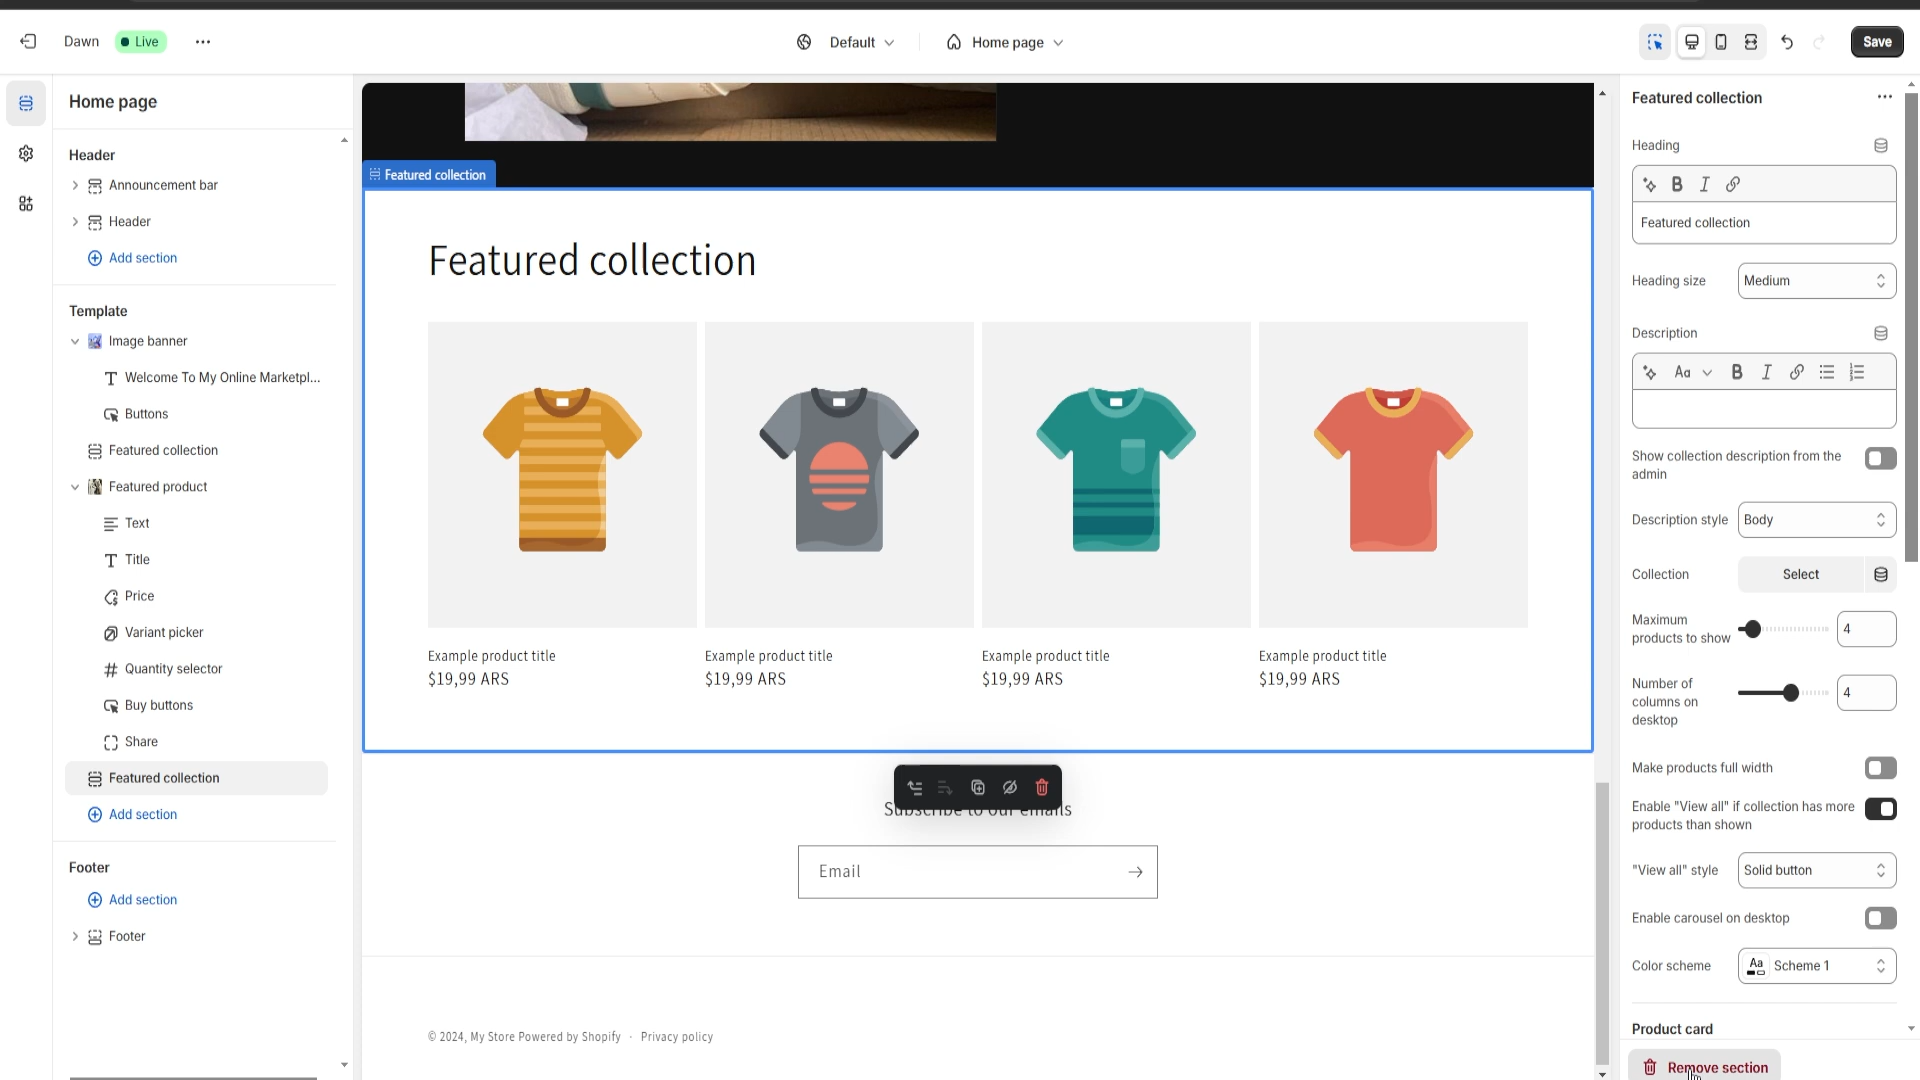 Dawn
Live
Default
Home page
Save
Home page
Header
Announcement bar
Header
Add section
Template
Image banner
Welcome To My Online Marketpl...
Buttons
Featured collection
Featured product
Text
Title
Price
Variant picker
Quantity selector
Buy buttons
Share
Featured collection
Add section
Footer
Add section
Footer
Featured collection
Featured collection
Example product title
$19,99 ARS
Example product title
$19,99 ARS
Example product title
$19,99 ARS
Example product title
$19,99 ARS
Subscribe to our emails
Email
© 2024, My Store Powered by Shopify · Privacy policy
Featured collection
Heading
B I
Featured collection
Heading size Medium
Description
Aa B I
Show collection description from the
admin
Description style Body
Collection Select
Maximum
products to show 4
Number of
columns on
desktop 4
Make products full width
Enable "View all" if collection has more
products than shown
"View all" style Solid button
Enable carousel on desktop
Color scheme Aa Scheme 1
Product card
Remove section